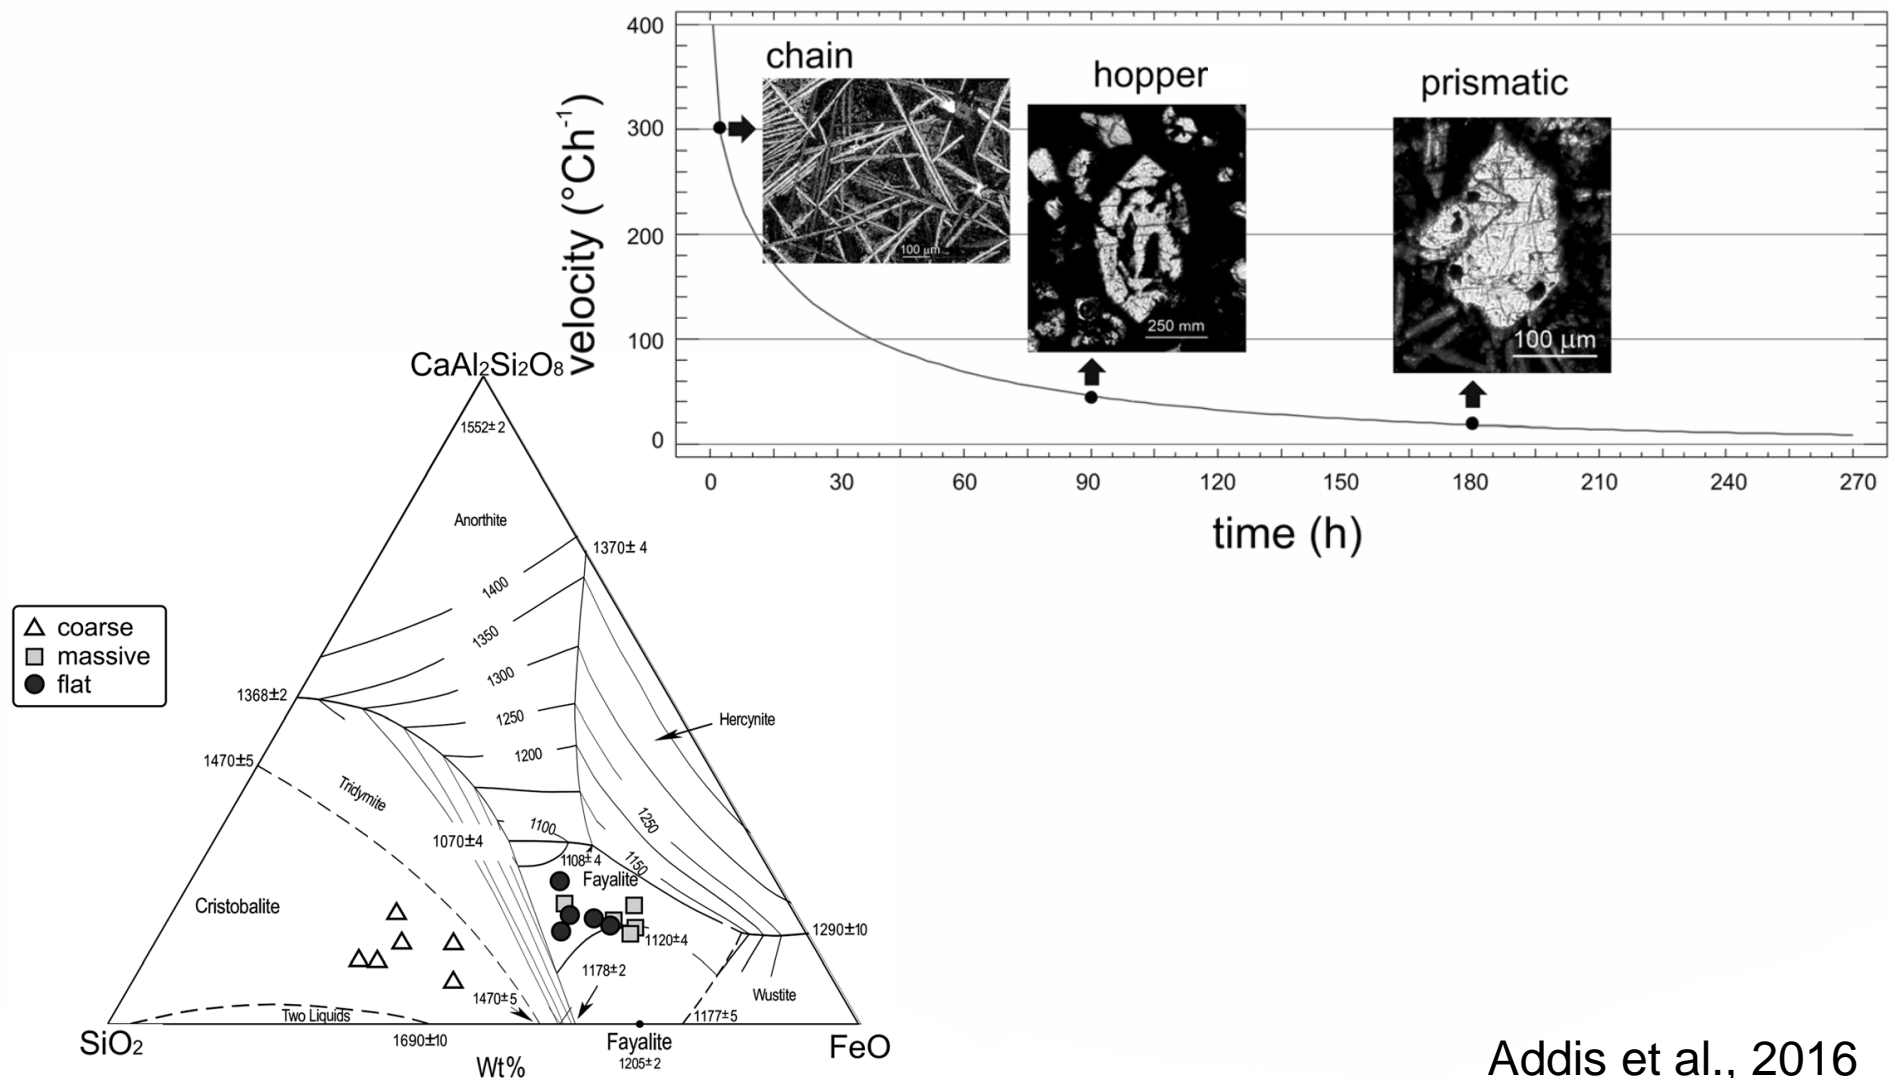 400
300
200
100
0
velocity (°Ch⁻¹)
chain
100 µm
hopper
250 mm
prismatic
100 µm
0 30 60 90 120 150 180 210 240 270
time (h)
CaAl₂Si₂O₈
1552±2
Anorthite
1370±4
1400
1350
1300
1250
1200
1368±2
1470±5
Tridymite
Hercynite
coarse
massive
flat
1070±4
1100
1108±4
1250
1150
Fayalite
Cristobalite
1290±10
1120±4
1178±2
1470±5
Wustite
1177±5
Two Liquids
SiO₂
1690±10
Wt%
Fayalite
1205±2
FeO
Addis et al., 2016